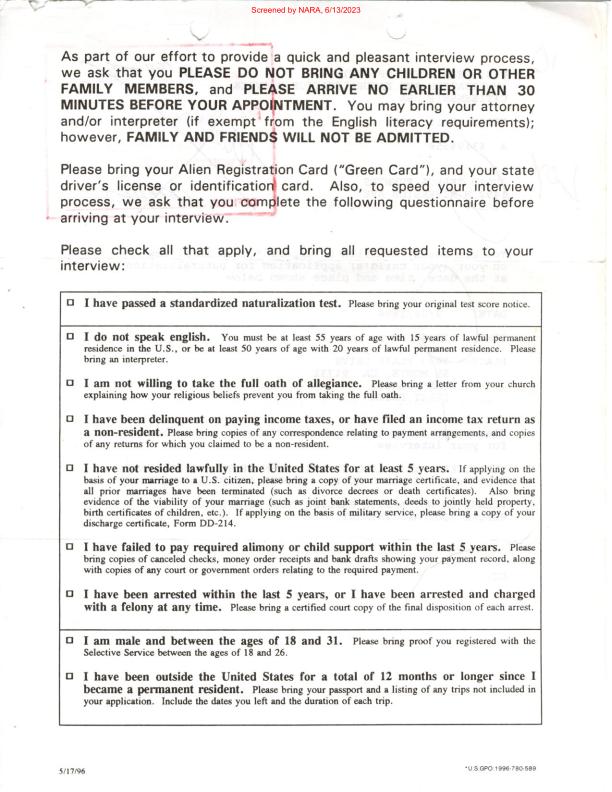 Screened by NARA, 6/13/2023
As part of our effort to provide a quick and pleasant interview process,
we ask that you PLEASE DO NOT BRING ANY CHILDREN OR OTHER
FAMILY MEMBERS, and PLEASE ARRIVE NO EARLIER THAN 30
MINUTES BEFORE YOUR APPOINTMENT. You may bring your attorney
and/or interpreter (if exempt from the English literacy requirements);
however, FAMILY AND FRIENDS WILL NOT BE ADMITTED.
Please bring your Alien Registration Card ("Green Card"), and your state
driver's license or identification card. Also, to speed your interview
process, we ask that you complete the following questionnaire before
arriving at your interview.
Please check all that apply, and bring all requested items to your
interview:
I have passed a standardized naturalization test. Please bring your original test score notice.
I do not speak english. You must be at least 55 years of age with 15 years of lawful permanent
residence in the U.S., or be at least 50 years of age with 20 years of lawful permanent residence. Please
bring an interpreter.
I am not willing to take the full oath of allegiance. Please bring a letter from your church
explaining how your religious beliefs prevent you from taking the full oath.
I have been delinquent on paying income taxes, or have filed an income tax return as
a non-resident. Please bring copies of any correspondence relating to payment arrangements, and copies
of any returns for which you claimed to be a non-resident.
I have not resided lawfully in the United States for at least 5 years. If applying on the
basis of your marriage to a U.S. citizen, please bring a copy of your marriage certificate, and evidence that
all prior marriages have been terminated (such as divorce decrees or death certificates). Also bring
evidence of the viability of your marriage (such as joint bank statements, deeds to jointly held property,
birth certificates of children, etc.). If applying on the basis of military service, please bring a copy of your
discharge certificate, Form DD-214.
I have failed to pay required alimony or child support within the last 5 years. Please
bring copies of canceled checks, money order receipts and bank drafts showing your payment record, along
with copies of any court or government orders relating to the required payment.
I have been arrested within the last 5 years, or I have been arrested and charged
with a felony at any time. Please bring a certified court copy of the final disposition of each arrest.
I am male and between the ages of 18 and 31. Please bring proof you registered with the
Selective Service between the ages of 18 and 26.
I have been outside the United States for a total of 12 months or longer since I
became a permanent resident. Please bring your passport and a listing of any trips not included in
your application. Include the dates you left and the duration of each trip.
5/17/96
*U.S.GPO:1996-780-589